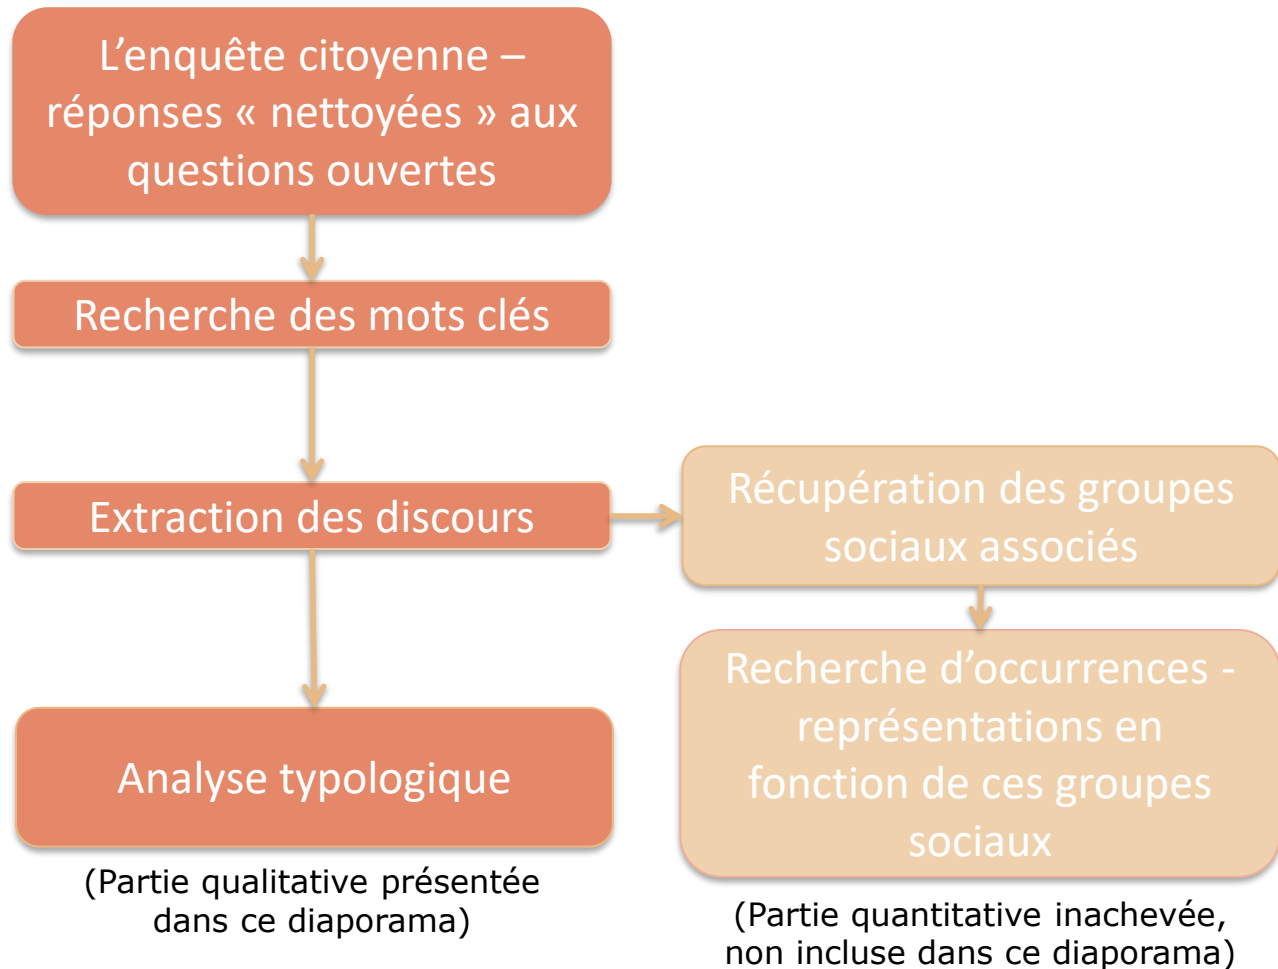 L’enquête citoyenne –
réponses « nettoyées » aux
questions ouvertes
Recherche des mots clés
Extraction des discours
Récupération des groupes
sociaux associés
Recherche d’occurrences -
représentations en
fonction de ces groupes
sociaux
Analyse typologique
(Partie qualitative présentée
dans ce diaporama)
(Partie quantitative inachevée,
non incluse dans ce diaporama)